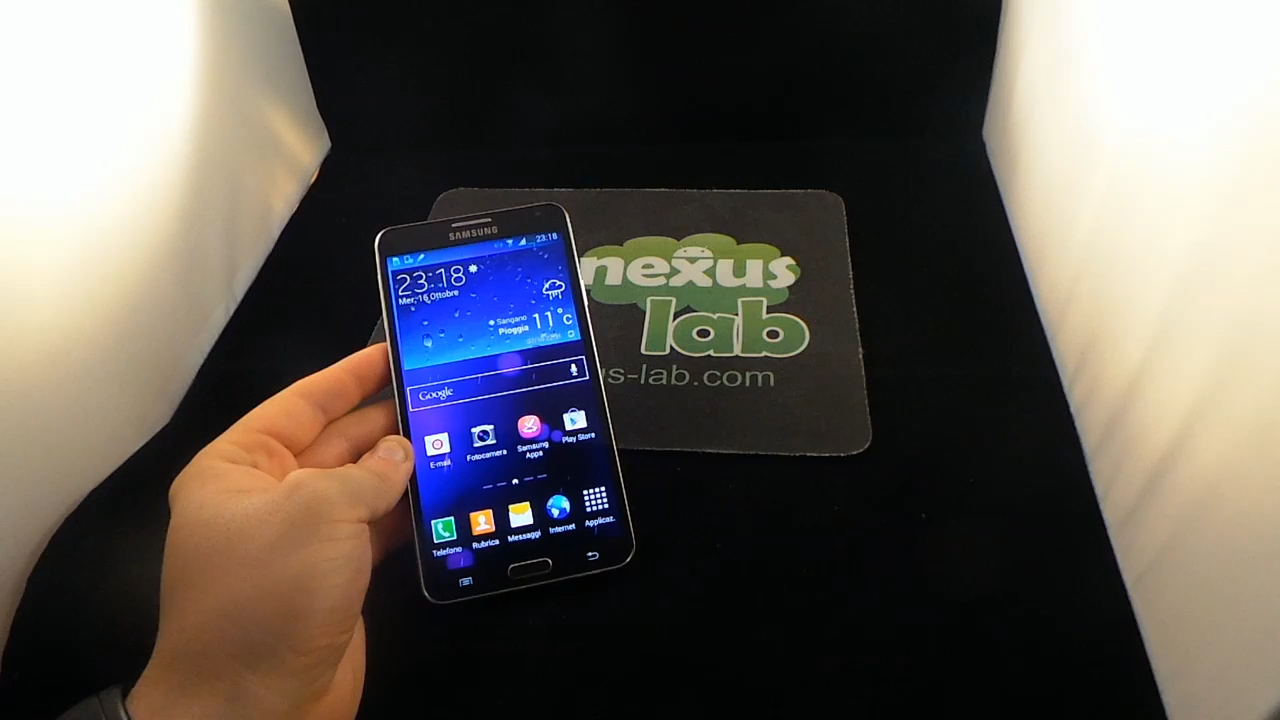 SAMSUNG
23:18
23:18
Mer, 16 Ottobre
Sangano
Pioggia
11°C
Google
E-mail
Fotocamera
Samsung
Apps
Play Store
Telefono
Rubrica
Messaggi
Internet
Applicaz.
nexus
lab
us-lab.com